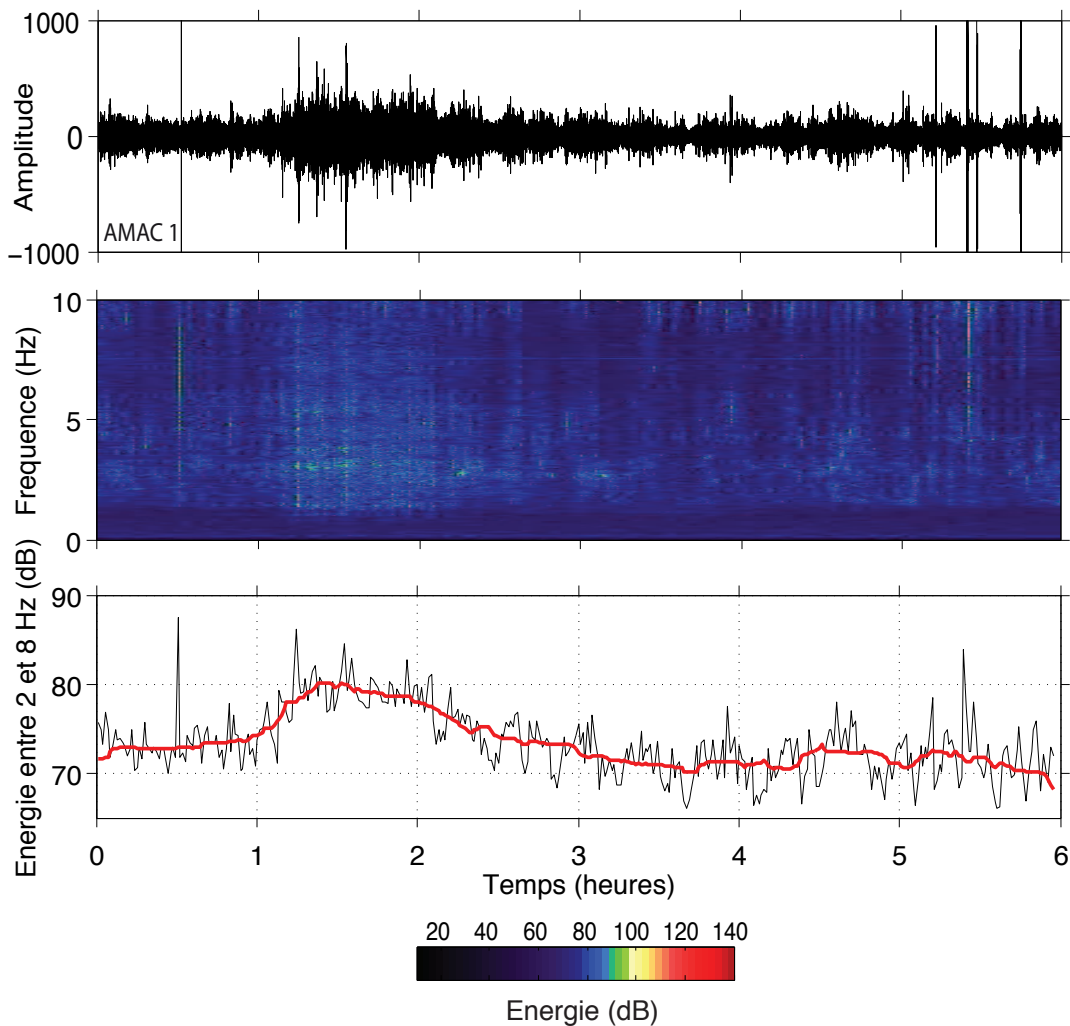 1000
0
−1000
Amplitude
AMAC 1
10
5
0
Frequence (Hz)
90
80
70
Energie entre 2 et 8 Hz (dB)
0 1 2 3 4 5 6
Temps (heures)
20 40 60 80 100 120 140
Energie (dB)